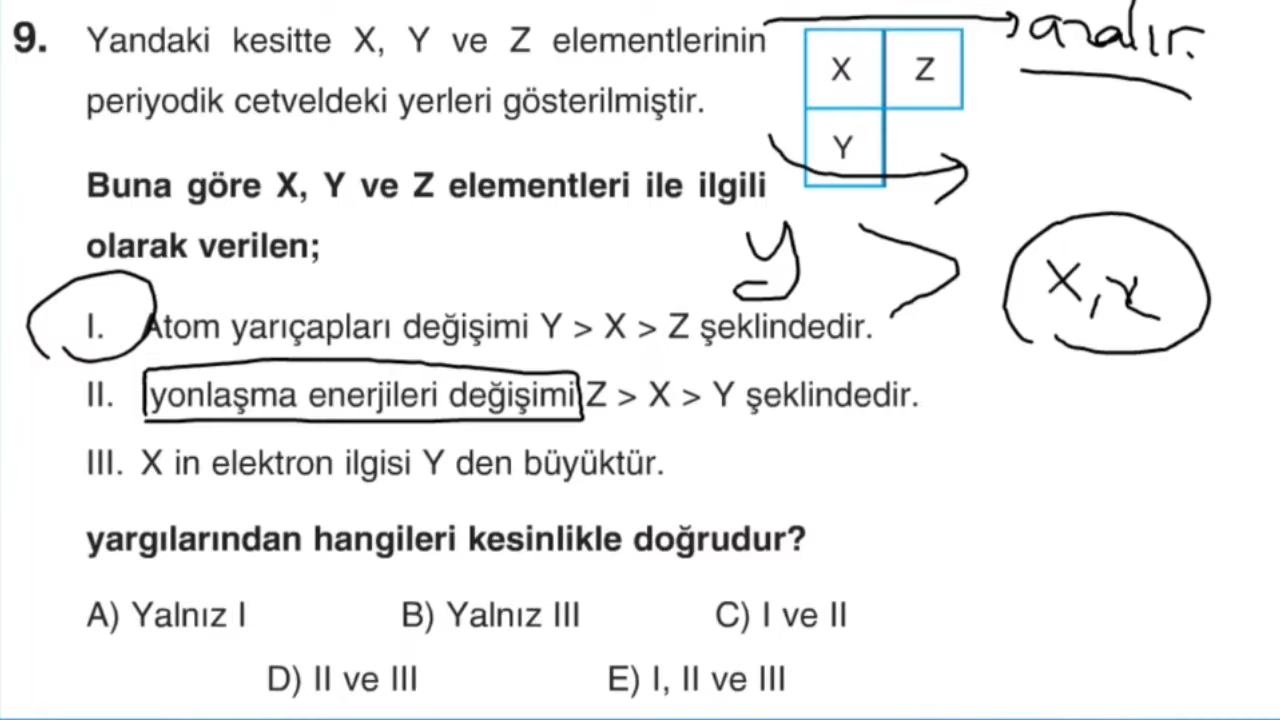 9. Yandaki kesitte X, Y ve Z elementlerinin
periyodik cetveldeki yerleri gösterilmiştir.
X Z
Y
azalır.
Buna göre X, Y ve Z elementleri ile ilgili
olarak verilen;
y > x, z
I. Atom yarıçapları değişimi Y > X > Z şeklindedir.
II. yonlaşma enerjileri değişimi Z > X > Y şeklindedir.
III. X in elektron ilgisi Y den büyüktür.
yargılarından hangileri kesinlikle doğrudur?
A) Yalnız I B) Yalnız III C) I ve II
D) II ve III E) I, II ve III